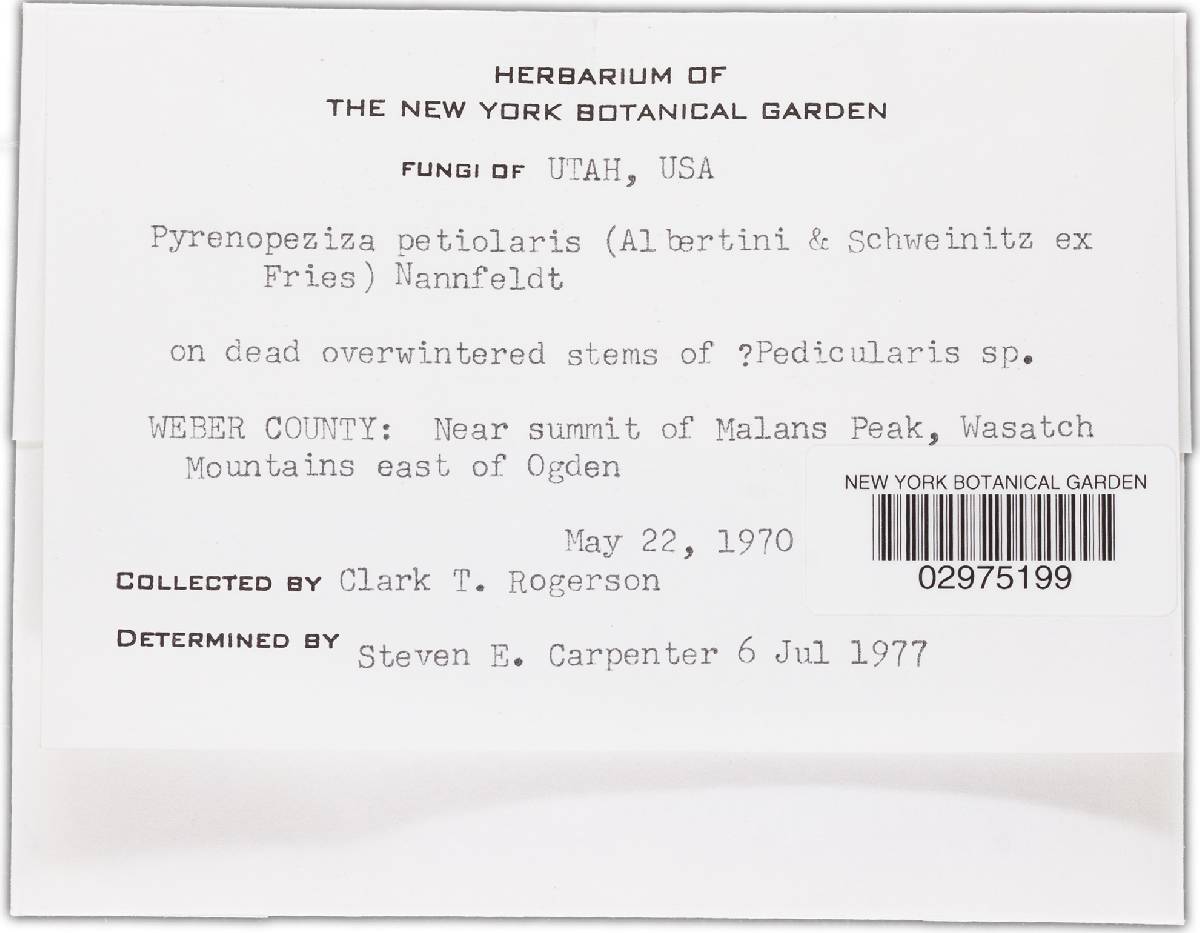 HERBARIUM OF
THE NEW YORK BOTANICAL GARDEN
FUNGI OF UTAH, USA
Pyrenopeziza petiolaris (Albertini & Schweinitz ex
Fries) Nannfeldt
on dead overwintered stems of ?Pedicularis sp.
WEBER COUNTY: Near summit of Malans Peak, Wasatch
Mountains east of Ogden
NEW YORK BOTANICAL GARDEN
02975199
May 22, 1970
COLLECTED BY Clark T. Rogerson
DETERMINED BY Steven E. Carpenter 6 Jul 1977